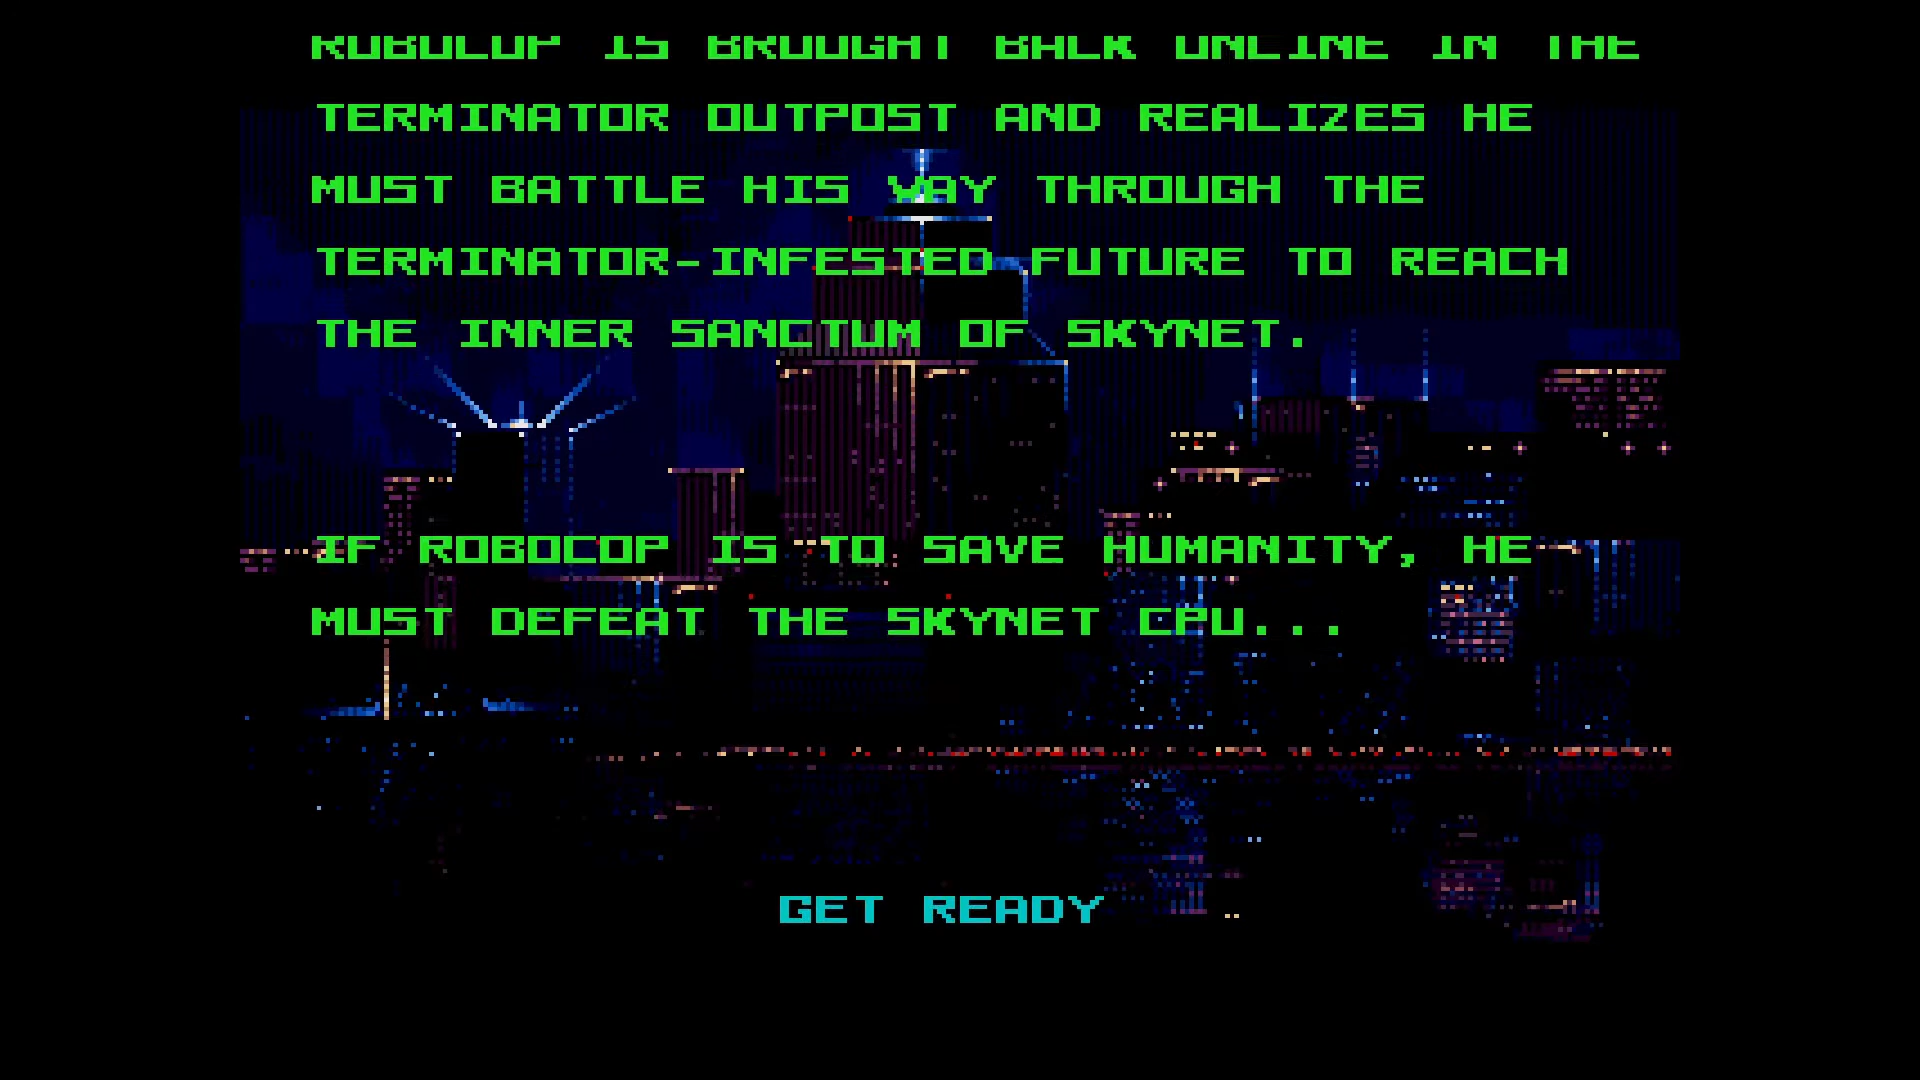 ROBOCOP IS BROUGHT BACK ONLINE IN THE
TERMINATOR OUTPOST AND REALIZES HE
MUST BATTLE HIS WAY THROUGH THE
TERMINATOR-INFESTED FUTURE TO REACH
THE INNER SANCTUM OF SKYNET.
IF ROBOCOP IS TO SAVE HUMANITY, HE
MUST DEFEAT THE SKYNET CPU...
GET READY